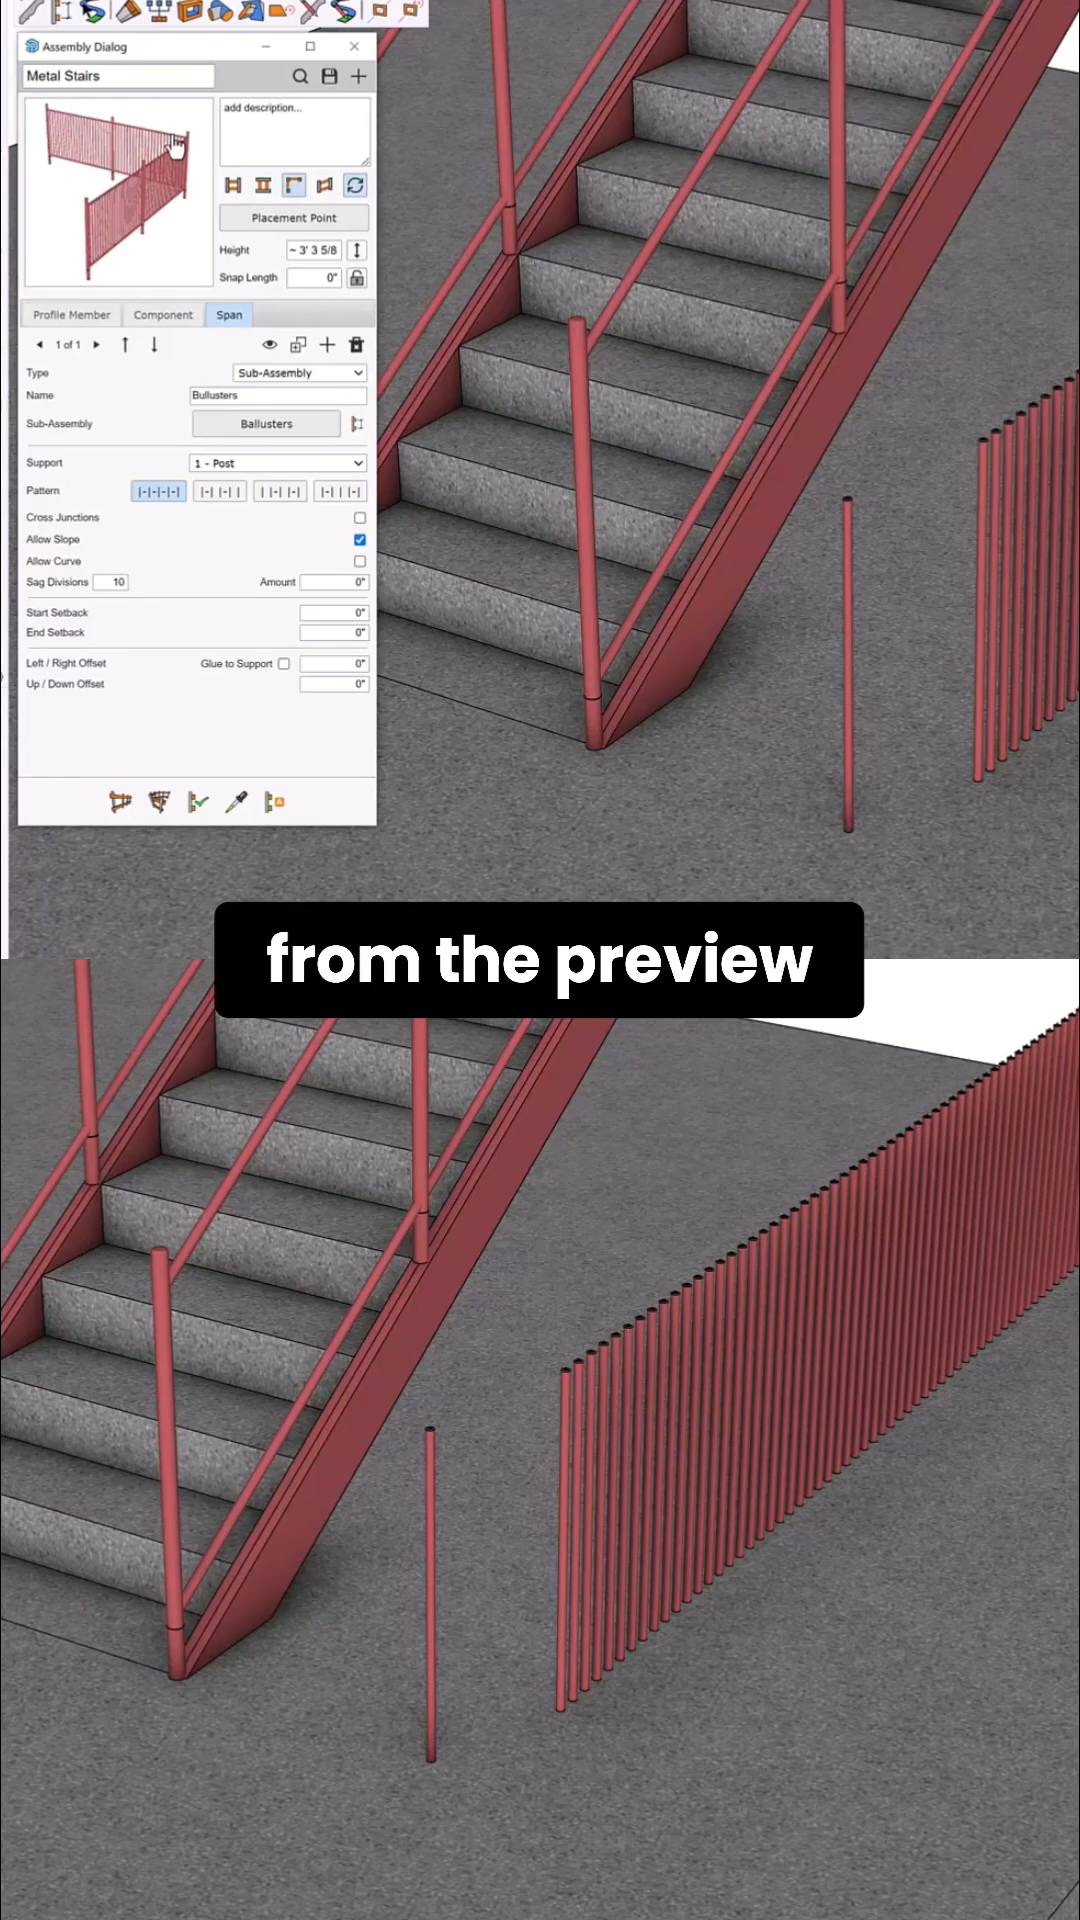 Assembly Dialog
Metal Stairs
add description...
Placement Point
Height ~ 3' 3 5/8
Snap Length 0"
Profile Member Component Span
1 of 1
Type Sub-Assembly
Name Bullusters
Sub-Assembly Ballusters
Support 1 - Post
Pattern
Cross Junctions
Allow Slope
Allow Curve
Sag Divisions 10 Amount 0"
Start Setback 0"
End Setback 0"
Left / Right Offset Glue to Support 0"
Up / Down Offset 0"
from the preview